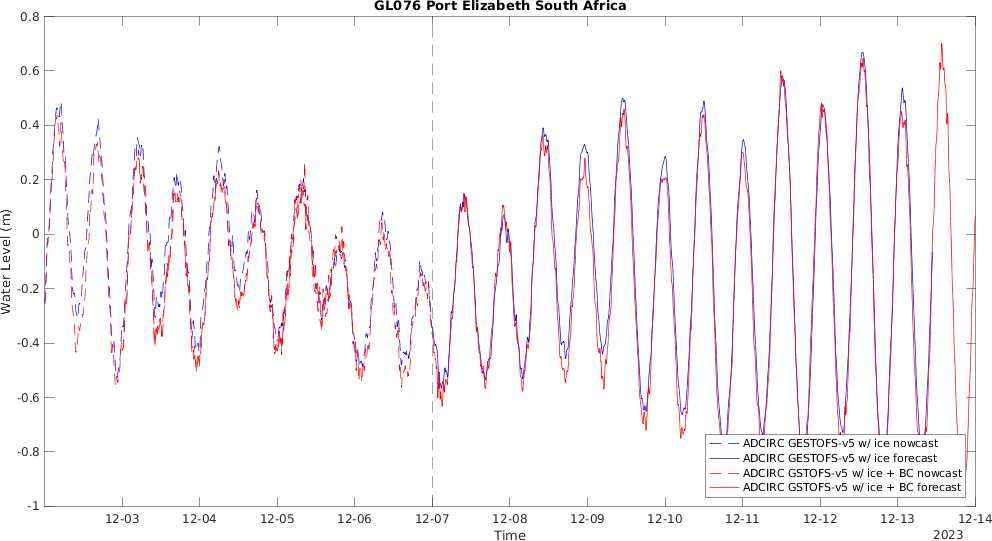 GL076 Port Elizabeth South Africa
0.8
0.6
0.4
0.2
0
-0.2
-0.4
-0.6
-0.8
-1
Water Level (m)
ADCIRC GESTOFS-v5 w/ ice nowcast
ADCIRC GESTOFS-v5 w/ ice forecast
ADCIRC GSTOFS-v5 w/ ice + BC nowcast
ADCIRC GSTOFS-v5 w/ ice + BC forecast
12-03 12-04 12-05 12-06 12-07 12-08 12-09 12-10 12-11 12-12 12-13 12-14
Time
2023